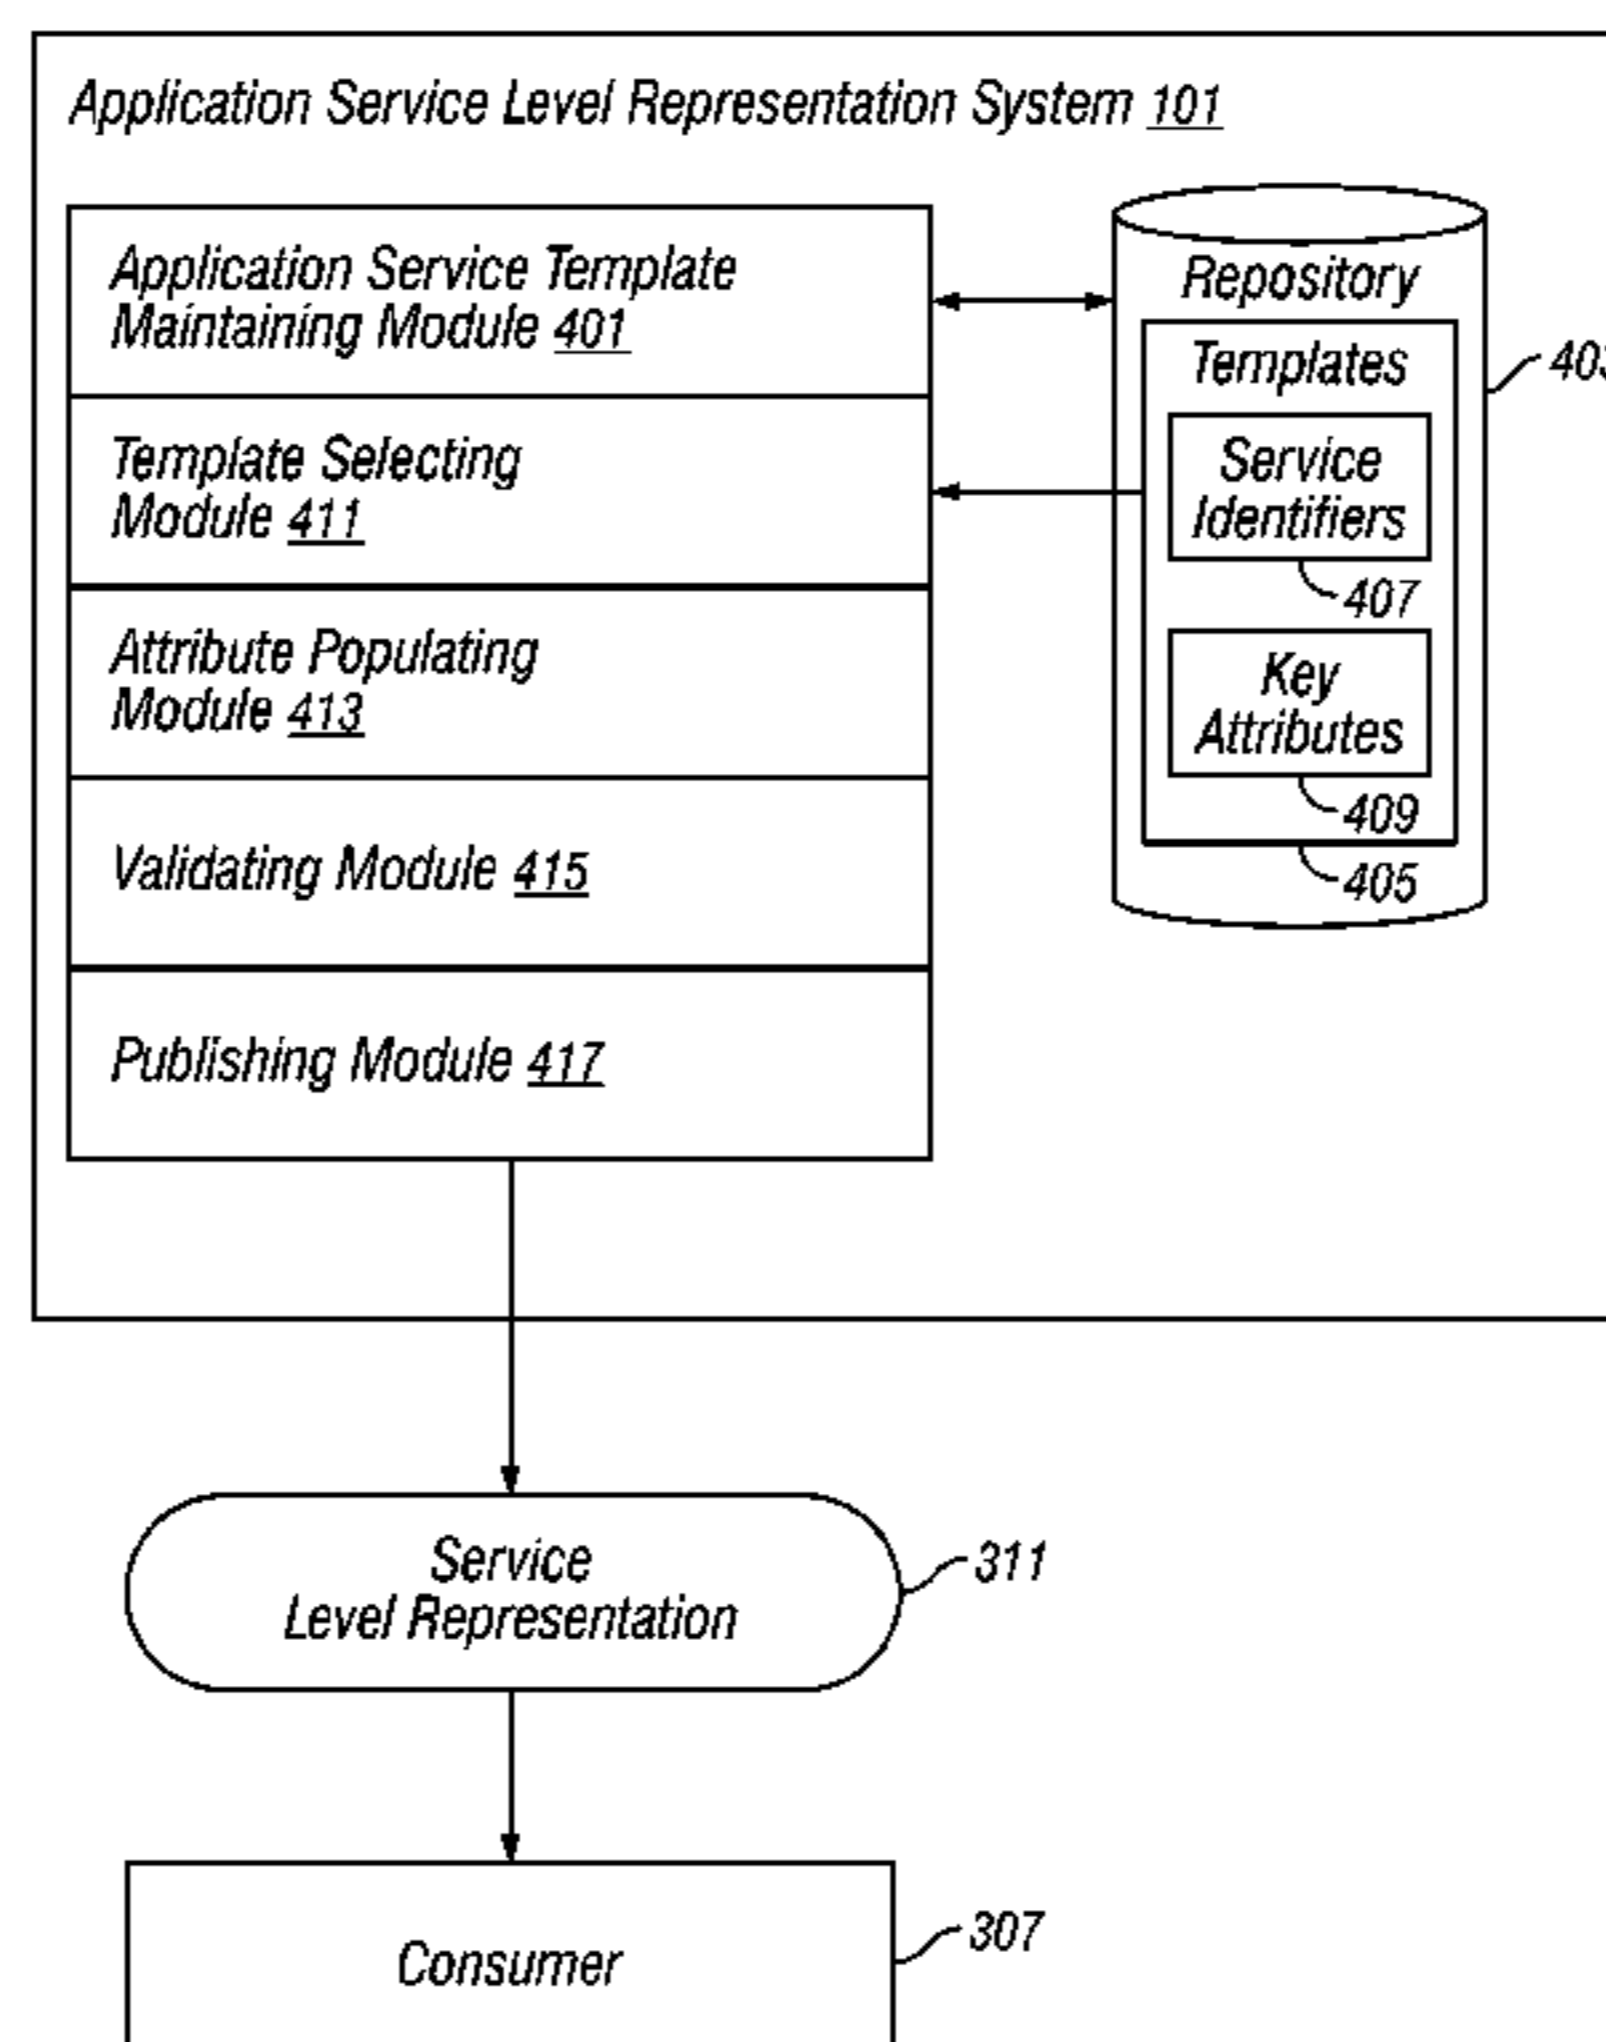 Application Service Level Representation System 101
Application Service Template
Maintaining Module 401
Template Selecting
Module 411
Attribute Populating
Module 413
Validating Module 415
Publishing Module 417
Repository
Templates
403
Service
Identifiers
407
Key
Attributes
409
405
Service
Level Representation
311
Consumer
307